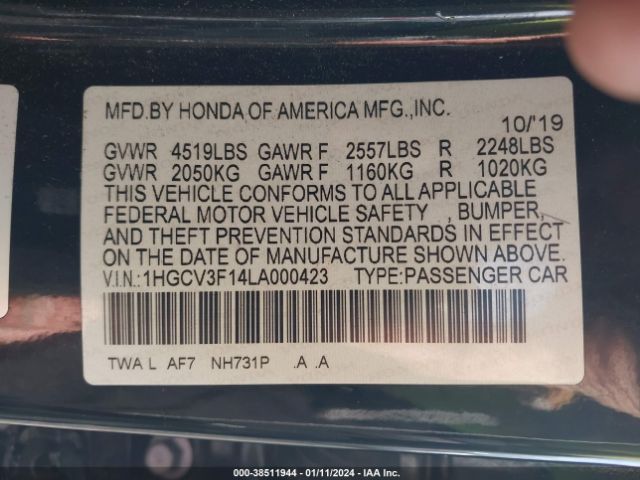 MFD.BY HONDA OF AMERICA MFG.,INC.
10/'19
GVWR 4519LBS GAWR F 2557LBS R 2248LBS
GVWR 2050KG GAWR F 1160KG R 1020KG
THIS VEHICLE CONFORMS TO ALL APPLICABLE
FEDERAL MOTOR VEHICLE SAFETY , BUMPER,
AND THEFT PREVENTION STANDARDS IN EFFECT
ON THE DATE OF MANUFACTURE SHOWN ABOVE.
V.I.N.:1HGCV3F14LA000423 TYPE:PASSENGER CAR
TWA L AF7 NH731P .A .A
000-38511944 - 01/11/2024 - IAA Inc.